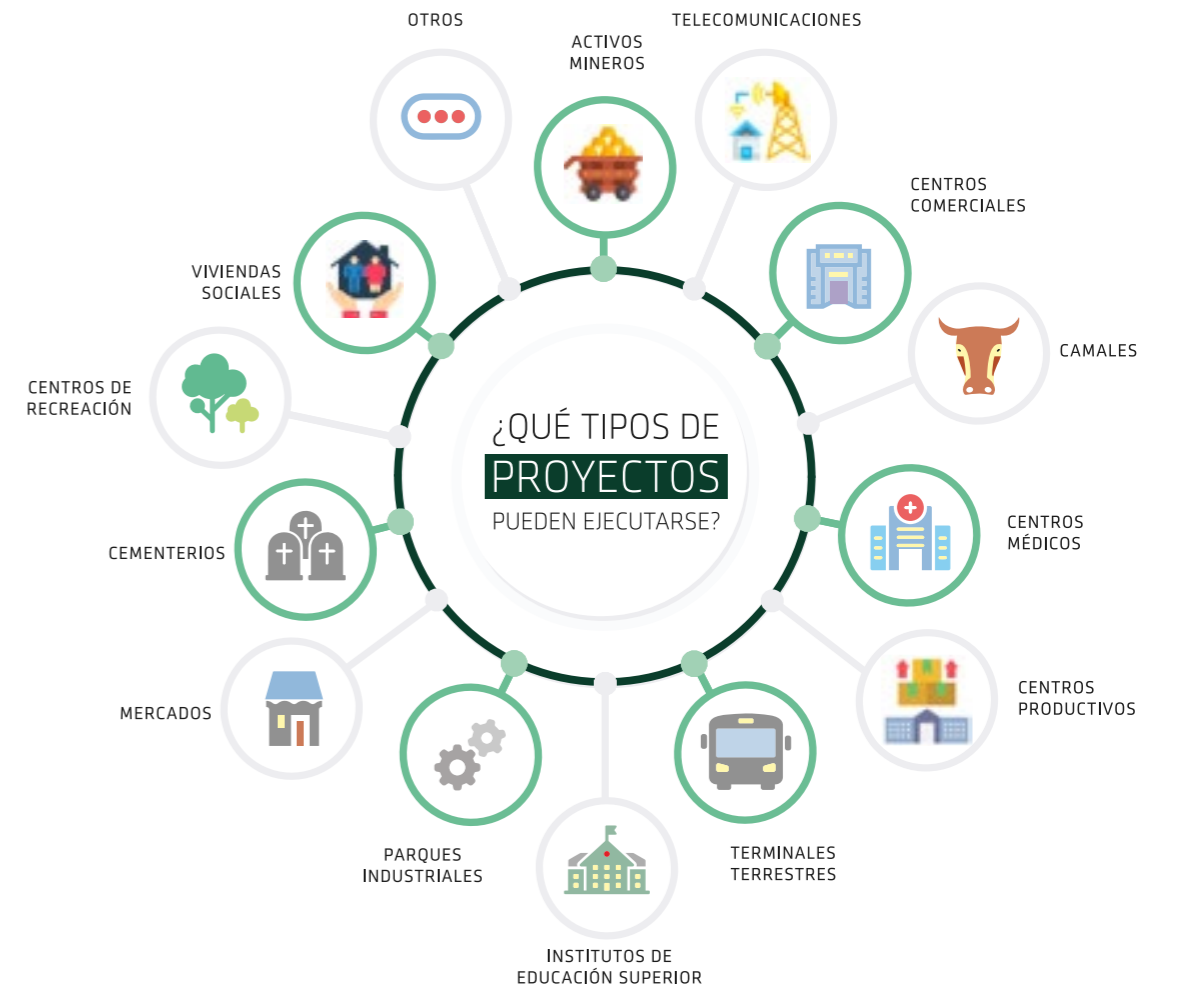 ¿QUÉ TIPOS DE
PROYECTOS
PUEDEN EJECUTARSE?
ACTIVOS
MINEROS
TELECOMUNICACIONES
CENTROS
COMERCIALES
CAMALES
CENTROS
MÉDICOS
CENTROS
PRODUCTIVOS
TERMINALES
TERRESTRES
INSTITUTOS DE
EDUCACIÓN SUPERIOR
PARQUES
INDUSTRIALES
MERCADOS
CEMENTERIOS
CENTROS DE
RECREACIÓN
VIVIENDAS
SOCIALES
OTROS